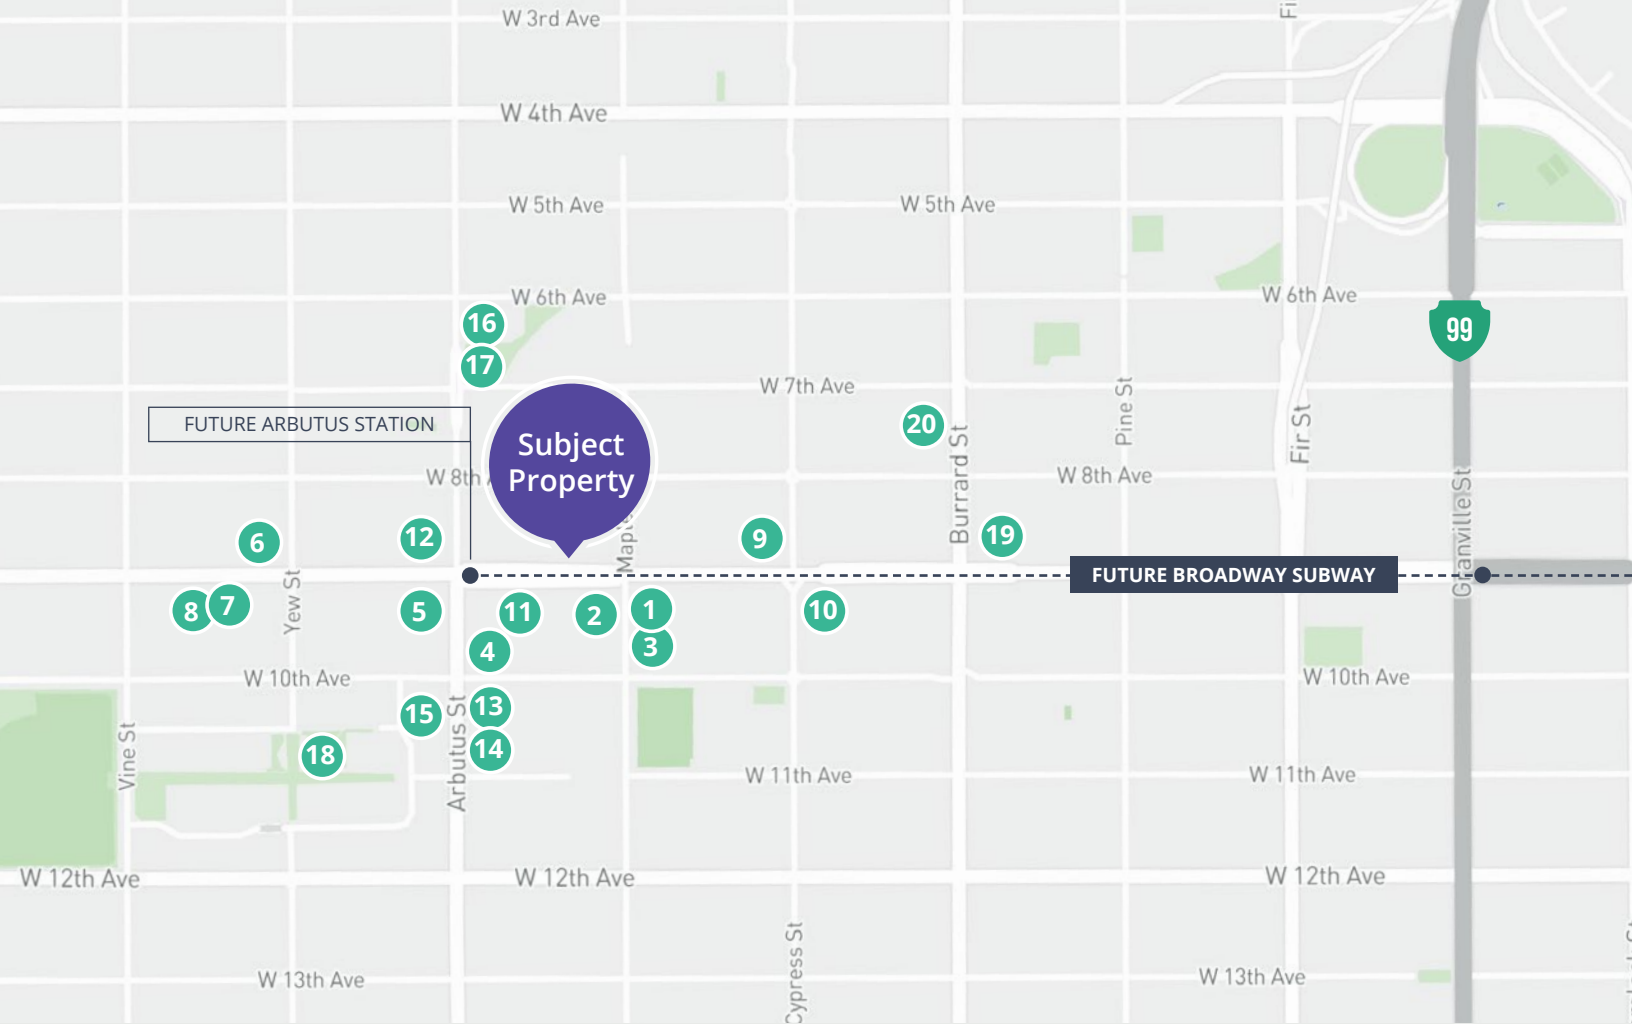 W 3rd Ave
Fi
W 4th Ave
W 5th Ave
W 5th Ave
W 6th Ave
W 6th Ave
16
99
17
W 7th Ave
Pine St
Fir St
FUTURE ARBUTUS STATION
20
Burrard St
Subject
Property
W 8th
W 8th Ave
Granville St
6
12
Maple
9
19
FUTURE BROADWAY SUBWAY
Yew St
8
7
5
11
2
1
10
4
3
W 10th Ave
W 10th Ave
15
Arbutus St
13
Vine St
18
14
W 11th Ave
W 11th Ave
W 12th Ave
W 12th Ave
W 12th Ave
Cypress St
W 13th Ave
W 13th Ave